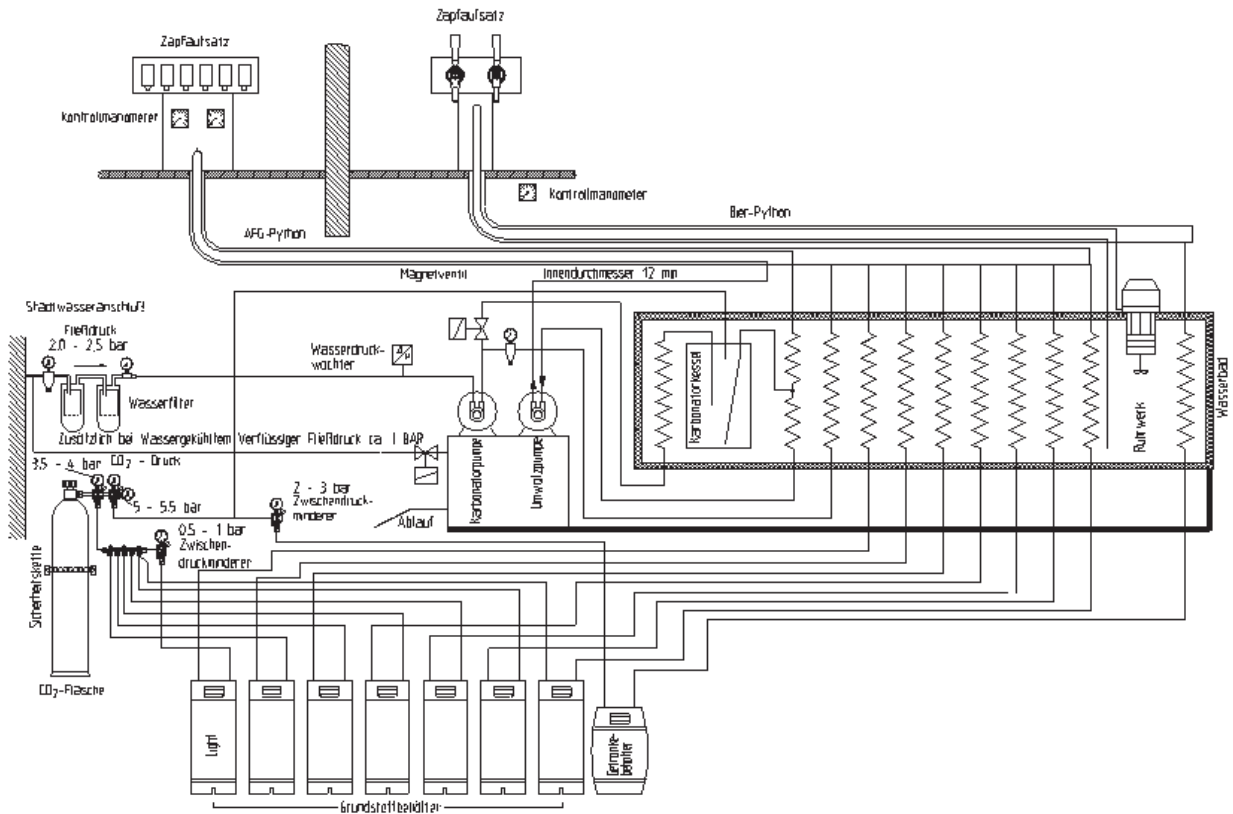 Zapfaufsatz
Zapfaufsatz
Kontrollmanometer
Kontrollmanometer
Bier-Python
AFG-Python
Magnetventil
Innendurchmesser 12 mm
Stadtwasseranschluß
Fließdruck
2.0 - 2,5 bar
Wasserdruck-
wächter
Wasserfilter
Zusätzlich bei Wassergekühltem Verflüssiger Fließdruck ca. 1 BAR
3.5 - 4 bar
CO₂ - Druck
5 - 5.5 bar
2 - 3 bar
Zwischendruck-
minderer
0.5 - 1 bar
Zwischen-
druckminderer
Ablauf
Karbonatorpumpe
Umwälzpumpe
Karbonatorkessel
Rührwerk
Wasserbad
Sicherheitskette
CO₂-Flasche
Light
Getränke-
behälter
Grundstoffbehälter